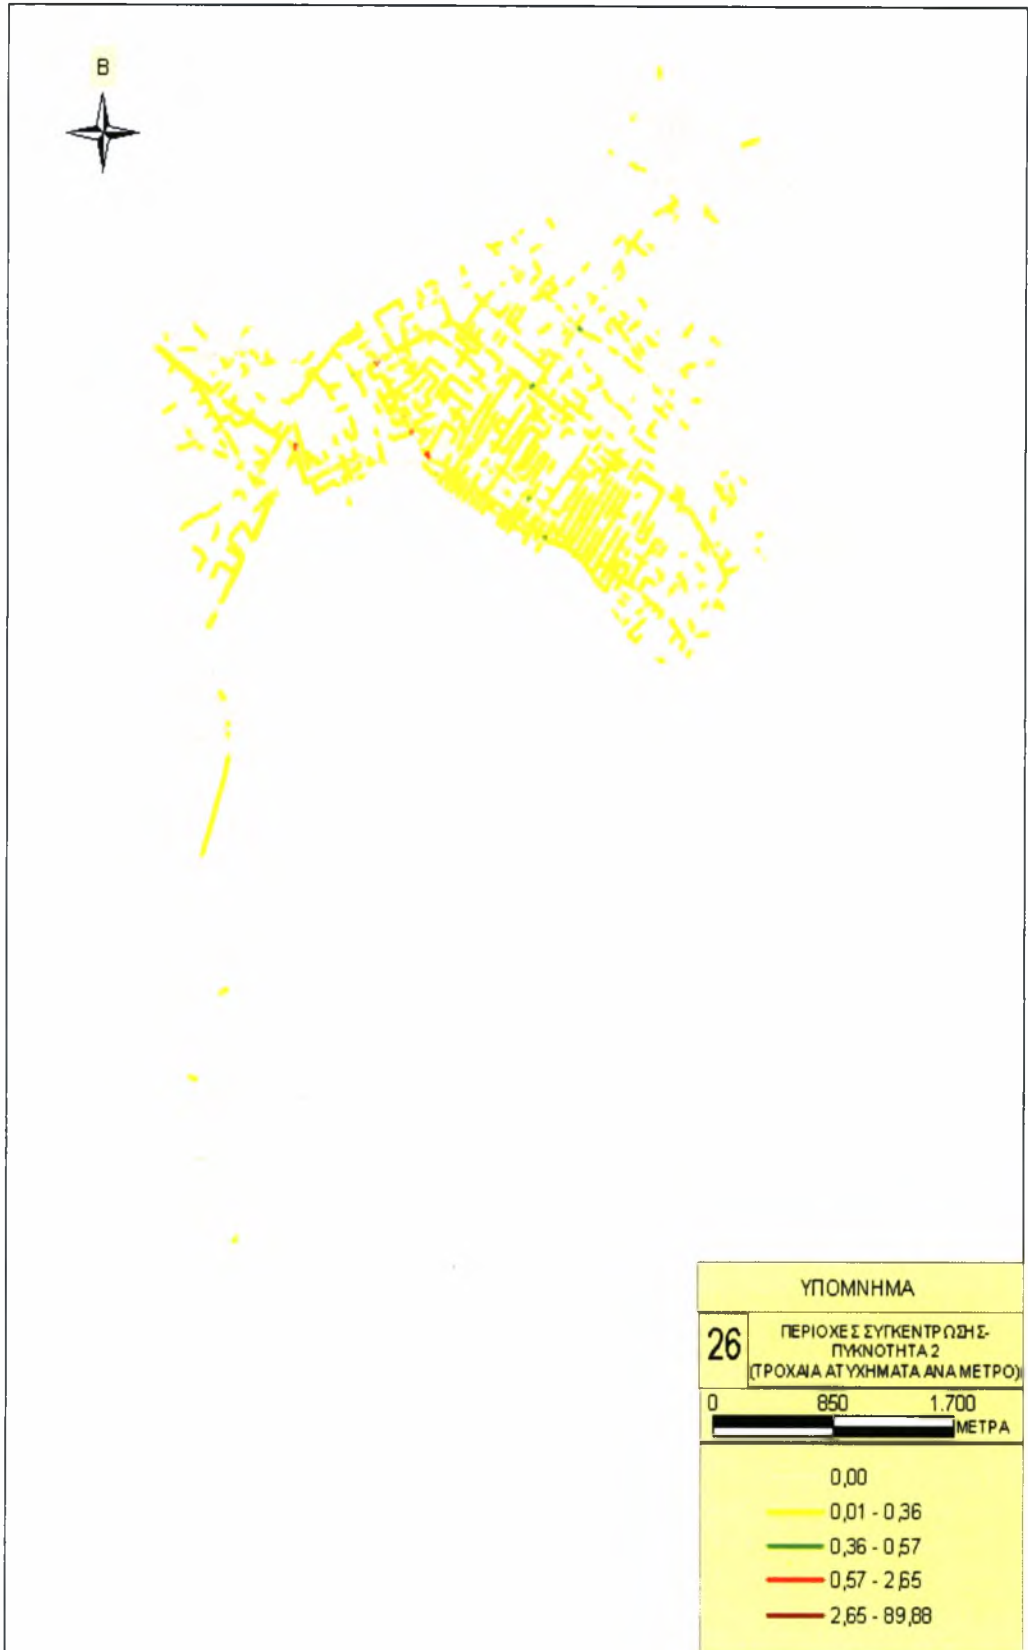 Β
ΥΠΟΜΝΗΜΑ
26
ΠΕΡΙΟΧΕΣ ΣΥΓΚΕΝΤΡΩΣΗΣ-
ΠΥΚΝΟΤΗΤΑ 2
(ΤΡΟΧΑΙΑ ΑΤΥΧΗΜΑΤΑ ΑΝΑ ΜΕΤΡΟ)
0 850 1.700
ΜΕΤΡΑ
0,00
0,01 - 0,36
0,36 - 0,57
0,57 - 2,65
2,65 - 89,88